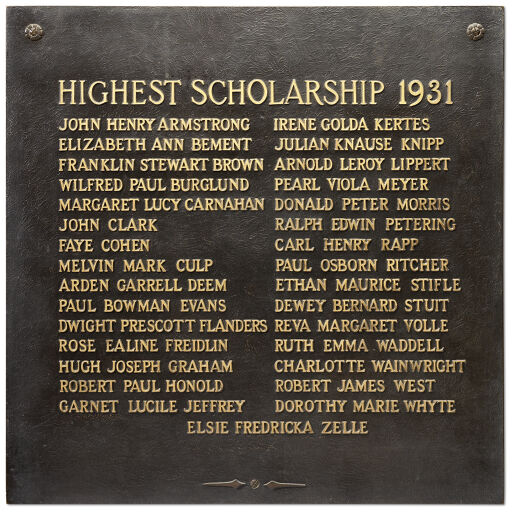 HIGHEST SCHOLARSHIP 1931
JOHN HENRY ARMSTRONG
ELIZABETH ANN BEMENT
FRANKLIN STEWART BROWN
WILFRED PAUL BURGLUND
MARGARET LUCY CARNAHAN
JOHN CLARK
FAYE COHEN
MELVIN MARK CULP
ARDEN GARRELL DEEM
PAUL BOWMAN EVANS
DWIGHT PRESCOTT FLANDERS
ROSE EALINE FREIDLIN
HUGH JOSEPH GRAHAM
ROBERT PAUL HONOLD
GARNET LUCILE JEFFREY
IRENE GOLDA KERTES
JULIAN KNAUSE KNIPP
ARNOLD LEROY LIPPERT
PEARL VIOLA MEYER
DONALD PETER MORRIS
RALPH EDWIN PETERING
CARL HENRY RAPP
PAUL OSBORN RITCHER
ETHAN MAURICE STIFLE
DEWEY BERNARD STUIT
REVA MARGARET VOLLE
RUTH EMMA WADDELL
CHARLOTTE WAINWRIGHT
ROBERT JAMES WEST
DOROTHY MARIE WHYTE
ELSIE FREDRICKA ZELLE